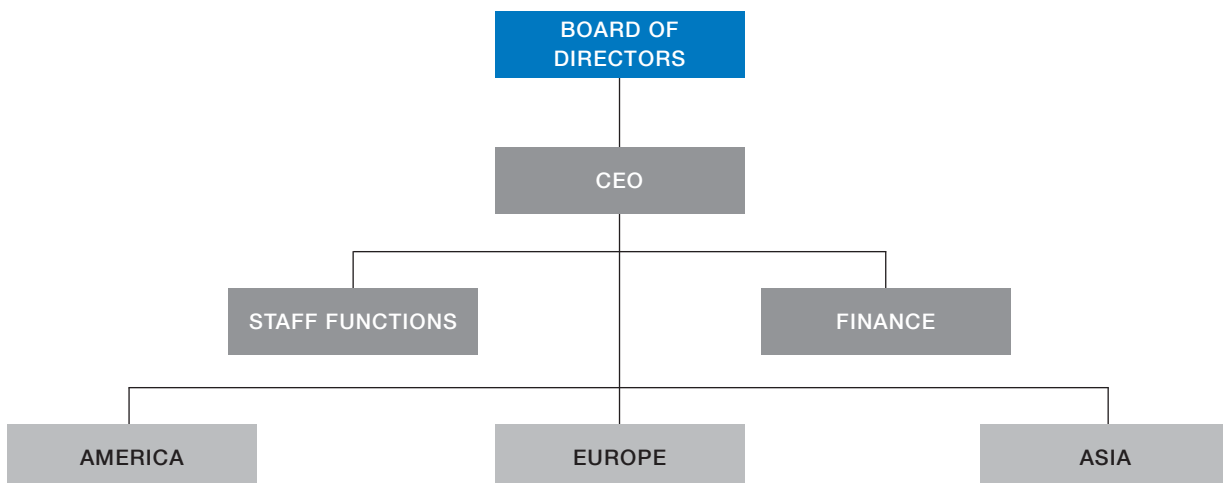 BOARD OF
DIRECTORS
CEO
STAFF FUNCTIONS
FINANCE
AMERICA
EUROPE
ASIA